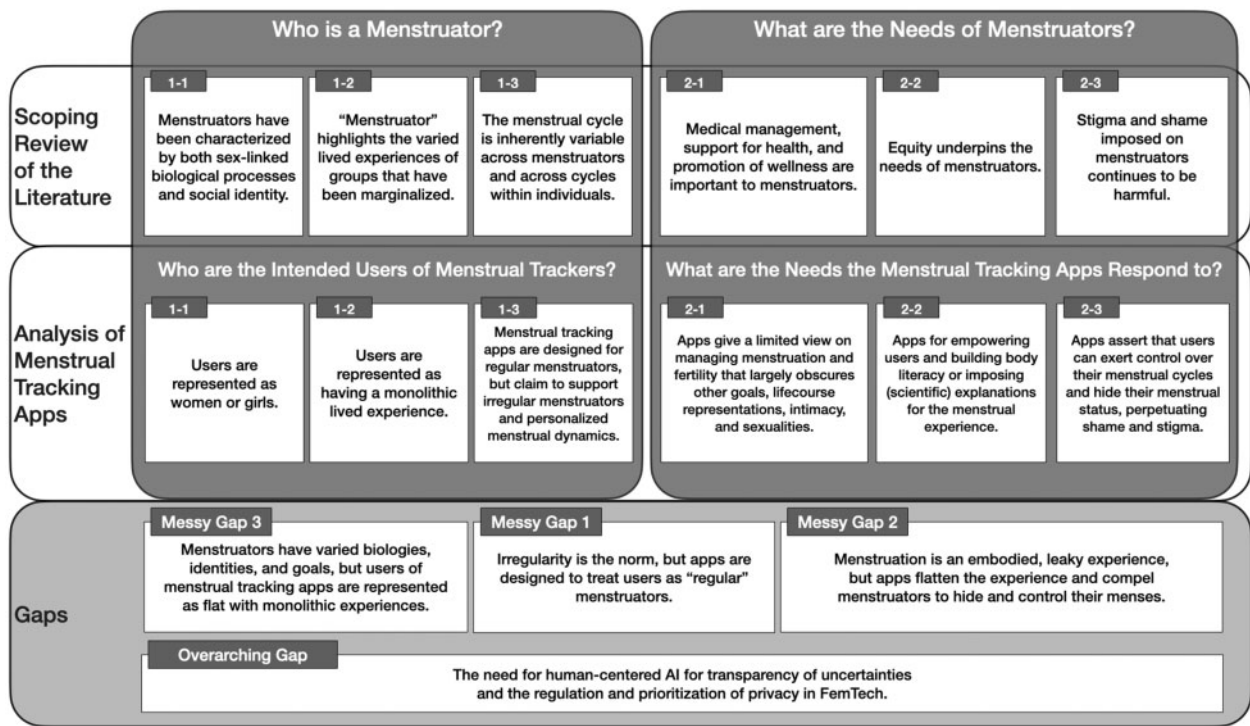 Who is a Menstruator?
What are the Needs of Menstruators?
Scoping
Review
of the
Literature
1-1
Menstruators have
been characterized
by both sex-linked
biological processes
and social identity.
1-2
“Menstruator”
highlights the varied
lived experiences of
groups that have
been marginalized.
1-3
The menstrual cycle
is inherently variable
across menstruators
and across cycles
within individuals.
2-1
Medical management,
support for health, and
promotion of wellness are
important to menstruators.
2-2
Equity underpins the
needs of menstruators.
2-3
Stigma and shame
imposed on
menstruators
continues to be
harmful.
Who are the Intended Users of Menstrual Trackers?
What are the Needs the Menstrual Tracking Apps Respond to?
Analysis of
Menstrual
Tracking
Apps
1-1
Users are
represented as
women or girls.
1-2
Users are
represented as
having a monolithic
lived experience.
1-3
Menstrual tracking
apps are designed for
regular menstruators,
but claim to support
irregular menstruators
and personalized
menstrual dynamics.
2-1
Apps give a limited view on
managing menstruation and
fertility that largely obscures
other goals, lifecourse
representations, intimacy,
and sexualities.
2-2
Apps for empowering
users and building body
literacy or imposing
(scientific) explanations
for the menstrual
experience.
2-3
Apps assert that users
can exert control over
their menstrual cycles
and hide their menstrual
status, perpetuating
shame and stigma.
Gaps
Messy Gap 3
Menstruators have varied biologies,
identities, and goals, but users of
menstrual tracking apps are represented
as flat with monolithic experiences.
Messy Gap 1
Irregularity is the norm, but apps are
designed to treat users as “regular”
menstruators.
Messy Gap 2
Menstruation is an embodied, leaky experience,
but apps flatten the experience and compel
menstruators to hide and control their menses.
Overarching Gap
The need for human-centered AI for transparency of uncertainties
and the regulation and prioritization of privacy in FemTech.